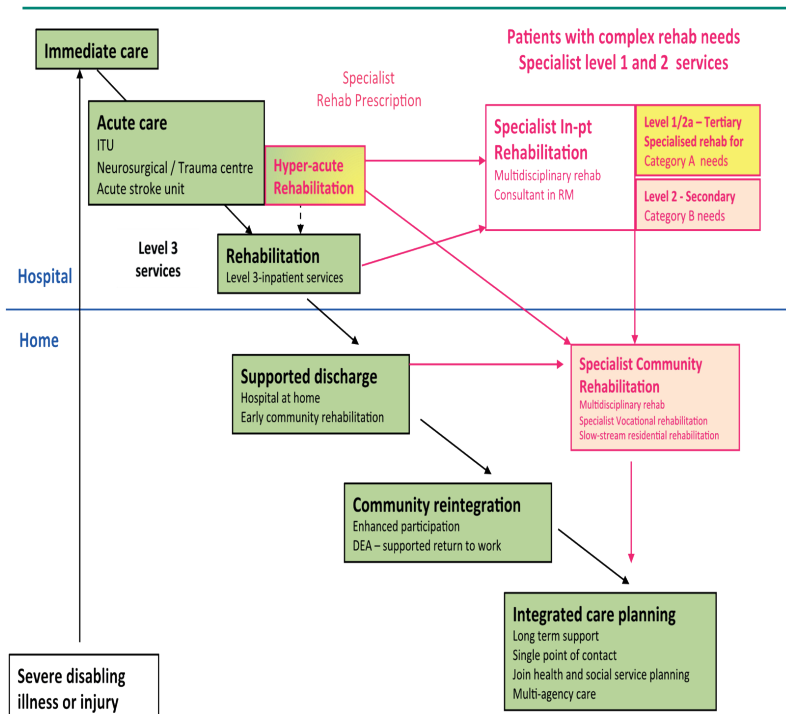 Immediate care
Patients with complex rehab needs
Specialist level 1 and 2 services
Specialist
Rehab Prescription
Acute care
ITU
Neurosurgical / Trauma centre
Acute stroke unit
Hyper-acute
Rehabilitation
Specialist In-pt
Rehabilitation
Multidisciplinary rehab
Consultant in RM
Level 1/2a – Tertiary
Specialised rehab for
Category A needs
Level 2 - Secondary
Category B needs
Level 3
services
Rehabilitation
Level 3-inpatient services
Hospital
Home
Supported discharge
Hospital at home
Early community rehabilitation
Specialist Community
Rehabilitation
Multidisciplinary rehab
Specialist Vocational rehabilitation
Slow-stream residential rehabilitation
Community reintegration
Enhanced participation
DEA – supported return to work
Integrated care planning
Long term support
Single point of contact
Join health and social service planning
Multi-agency care
Severe disabling
illness or injury